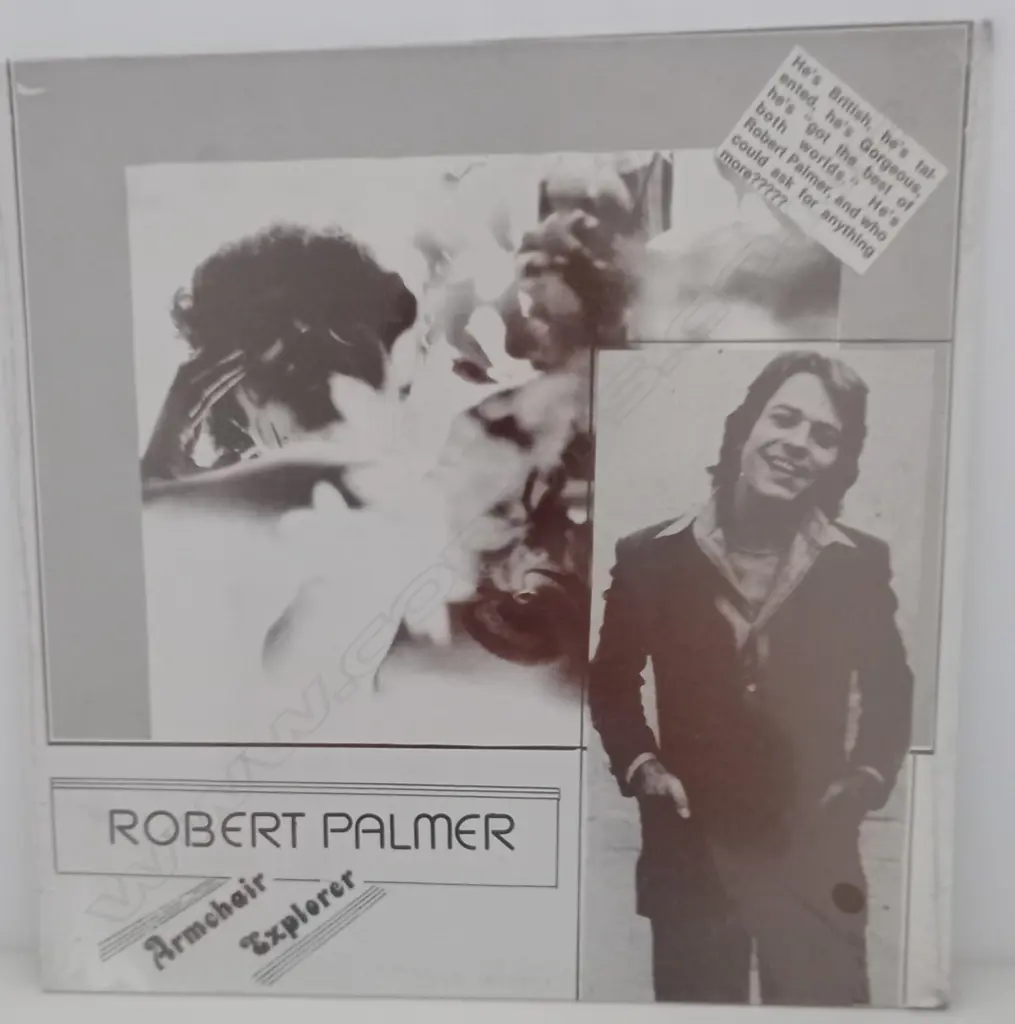 He's British, he's tal-
ented, he's Gorgeous,
he's "got the best of
both worlds." He's
Robert Palmer, and who
could ask for anything
more?????
ROBERT PALMER
Armchair
Explorer